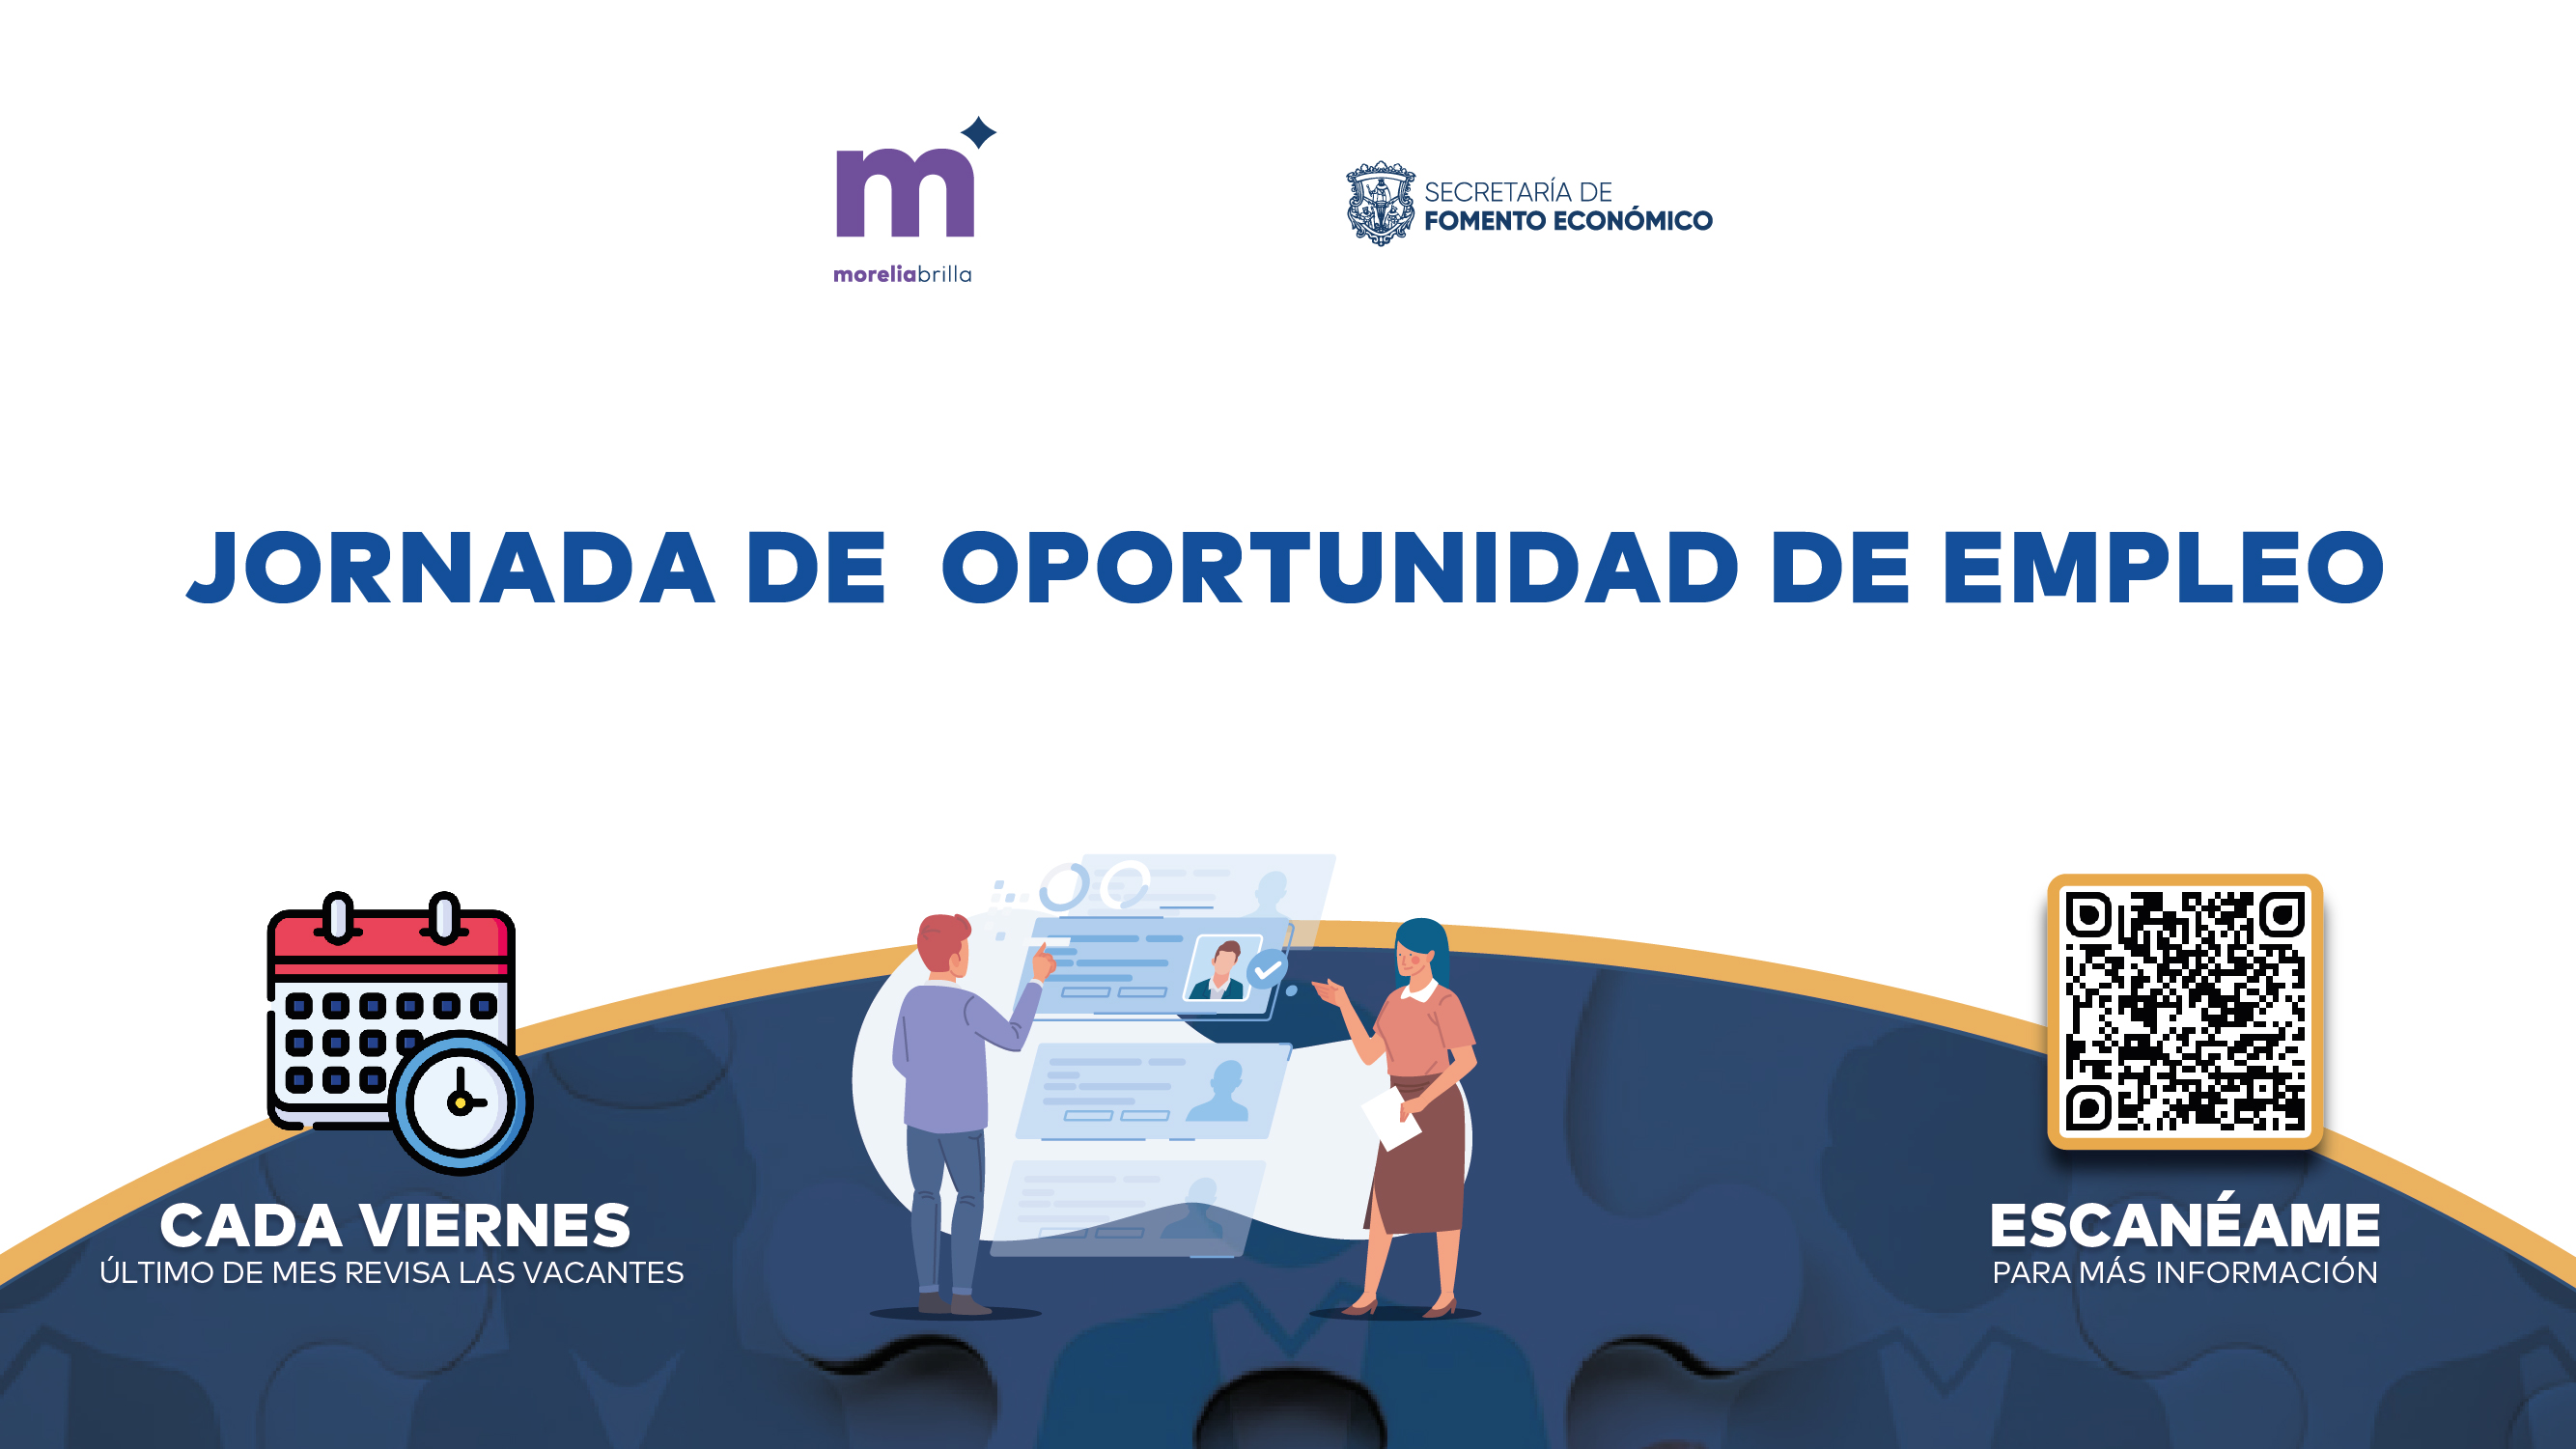 m
moreliabrilla
SECRETARÍA DE
FOMENTO ECONÓMICO
JORNADA DE OPORTUNIDAD DE EMPLEO
CADA VIERNES
ÚLTIMO DE MES REVISA LAS VACANTES
ESCANÉAME
PARA MÁS INFORMACIÓN